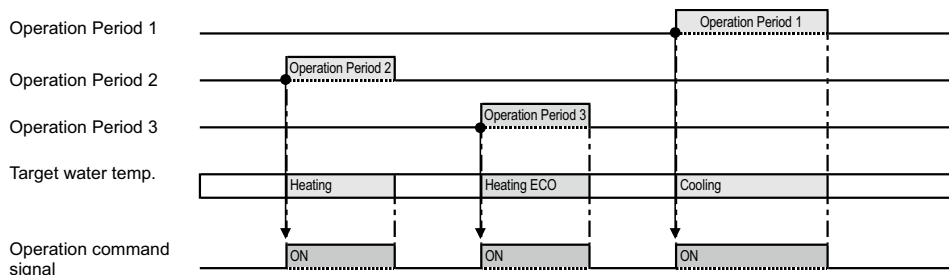 Operation Period 1
Operation Period 1
Operation Period 2
Operation Period 2
Operation Period 3
Operation Period 3
Target water temp.
Heating
Heating ECO
Cooling
Operation command
signal
ON
ON
ON